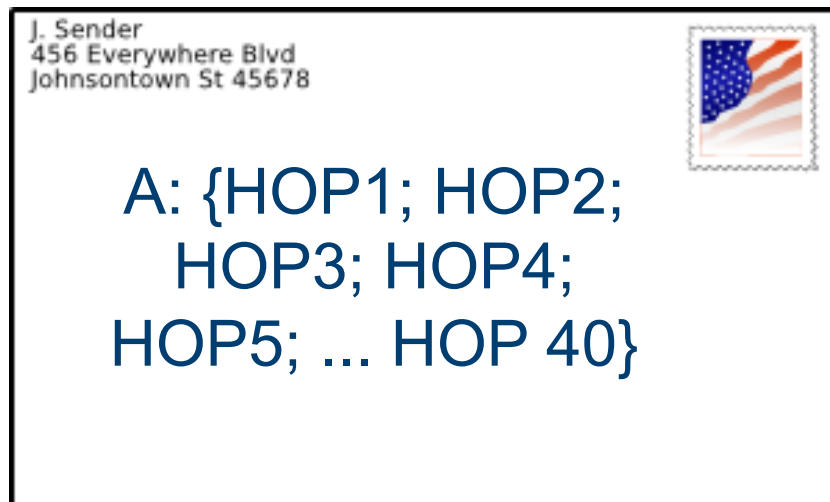 J. Sender
456 Everywhere Blvd
Johnsontown St 45678
A: {HOP1; HOP2;
HOP3; HOP4;
HOP5; ... HOP 40}